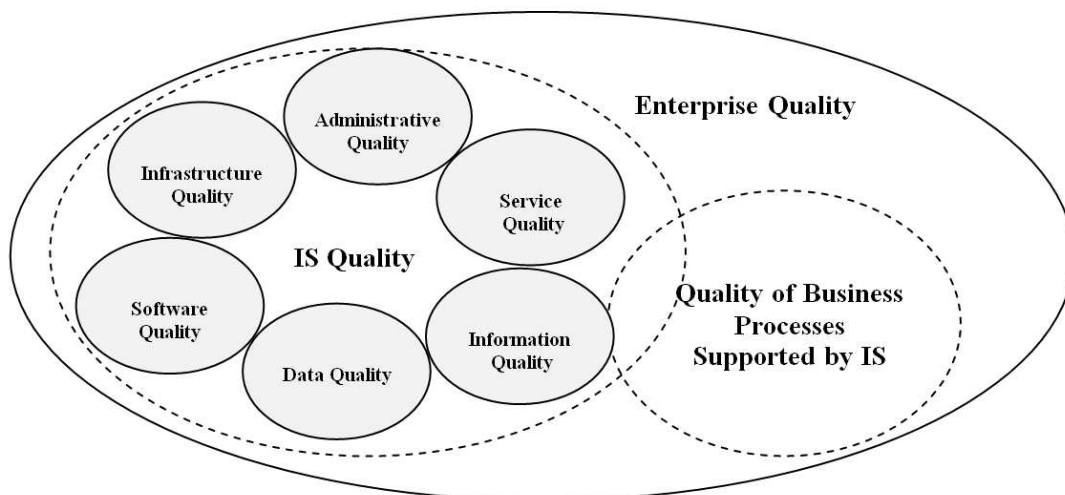 Enterprise Quality
Administrative
Quality
Infrastructure
Quality
Service
Quality
IS Quality
Software
Quality
Data Quality
Information
Quality
Quality of Business
Processes
Supported by IS